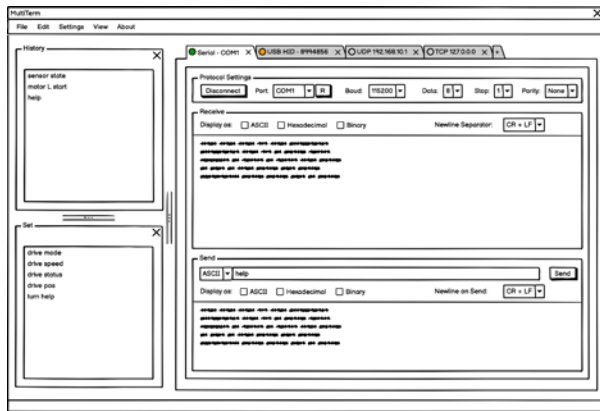 MultiTerm
File Edit Settings View About
History
sensor state
motor L start
help
Set
drive mode
drive speed
drive status
drive pos
turn help
Serial - COM1 X USB HID - X UDP 192.168.10.1 X TCP 127.0.0.0 X +
Protocol Settings
Disconnect Port: COM1 R Baud: 115200 Data: 8 Stop: 1 Parity: None
Receive
Display as: ASCII Hexadecimal Binary Newline Separator: CR + LF
Send
ASCII help Send
Display as: ASCII Hexadecimal Binary Newline on Send: CR + LF